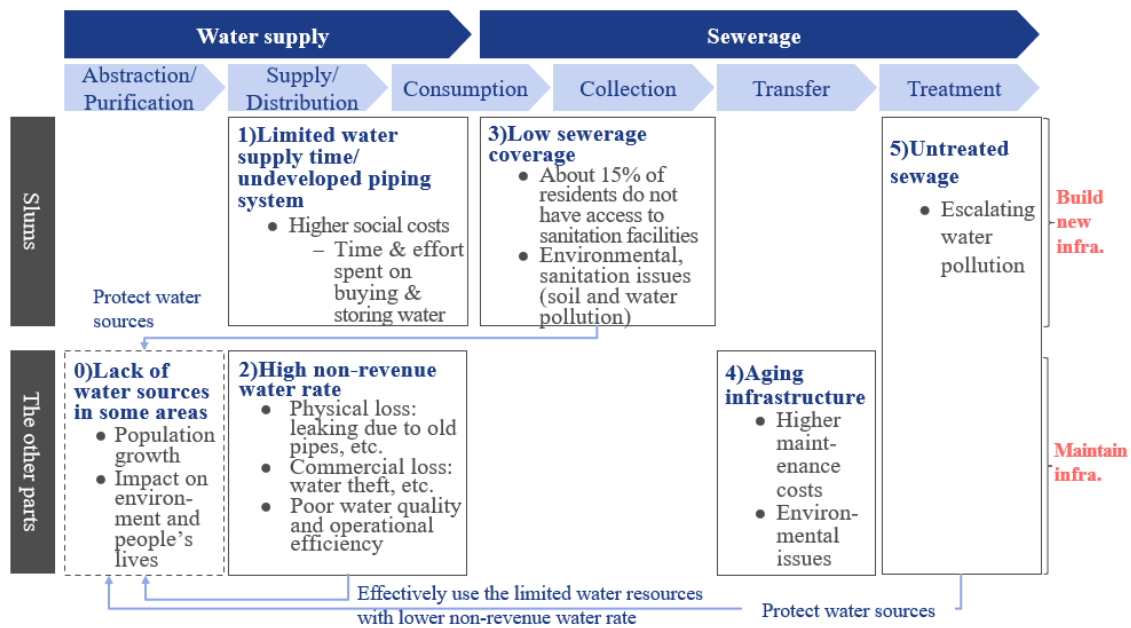 Water supply
Sewerage
Abstraction/
Purification
Supply/
Distribution
Consumption
Collection
Transfer
Treatment
Slums
1)Limited water
supply time/
undeveloped piping
system
● Higher social costs
– Time & effort
spent on
buying &
storing water
3)Low sewerage
coverage
● About 15% of
residents do not
have access to
sanitation facilities
● Environmental,
sanitation issues
(soil and water
pollution)
5)Untreated
sewage
● Escalating
water
pollution
Build
new
infra.
Protect water
sources
The other parts
0)Lack of
water sources
in some areas
● Population
growth
● Impact on
environ-
ment and
people’s
lives
2)High non-revenue
water rate
● Physical loss:
leaking due to old
pipes, etc.
● Commercial loss:
water theft, etc.
● Poor water quality
and operational
efficiency
4)Aging
infrastructure
● Higher
maint-
enance
costs
● Environ-
mental
issues
Maintain
infra.
Effectively use the limited water resources
with lower non-revenue water rate
Protect water sources